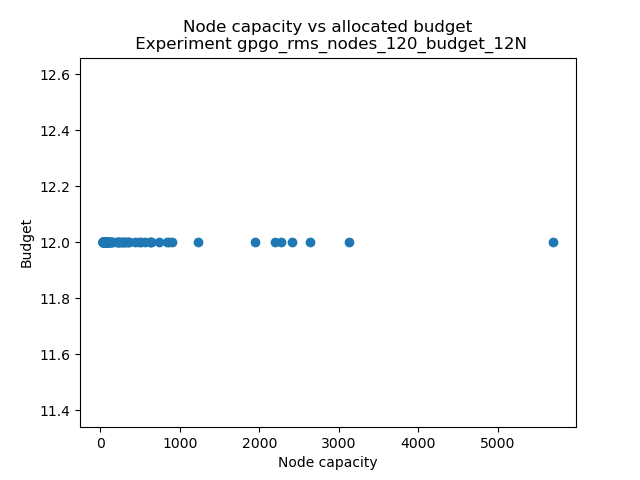 Node capacity vs allocated budget
Experiment gpgo_rms_nodes_120_budget_12N
12.6
12.4
12.2
12.0
11.8
11.6
11.4
Budget
0 1000 2000 3000 4000 5000
Node capacity